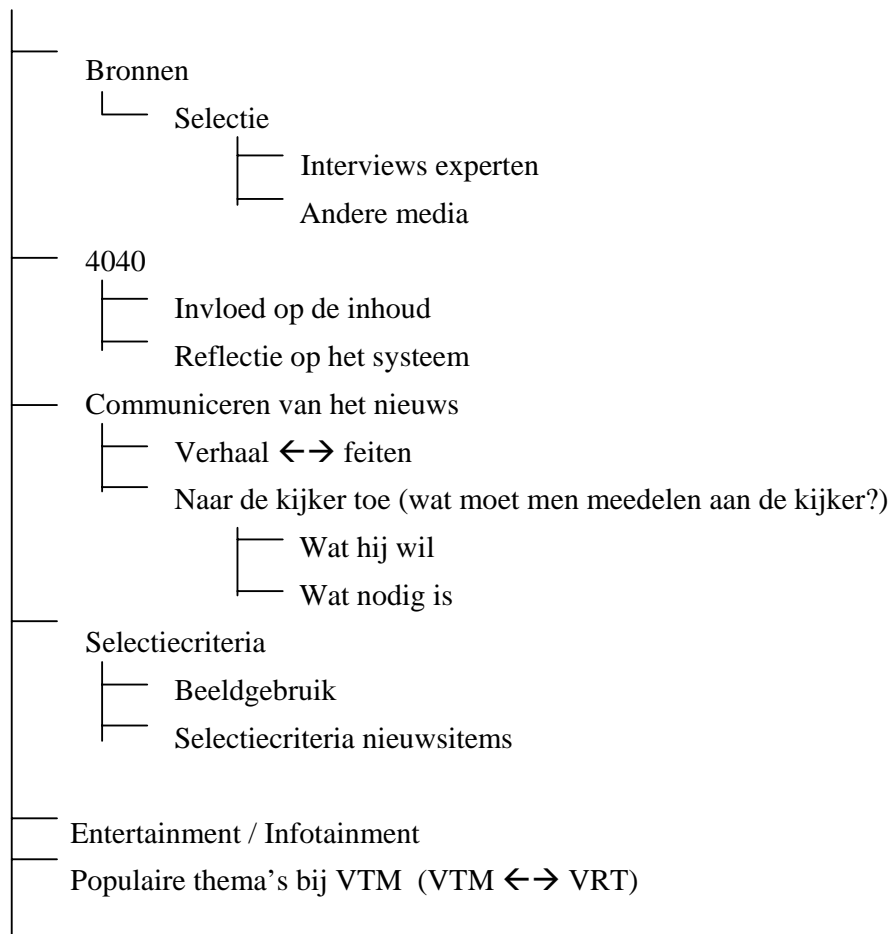 Bronnen
Selectie
Interviews experten
Andere media
4040
Invloed op de inhoud
Reflectie op het systeem
Communiceren van het nieuws
Verhaal ←→ feiten
Naar de kijker toe (wat moet men meedelen aan de kijker?)
Wat hij wil
Wat nodig is
Selectiecriteria
Beeldgebruik
Selectiecriteria nieuwsitems
Entertainment / Infotainment
Populaire thema's bij VTM (VTM ←→ VRT)